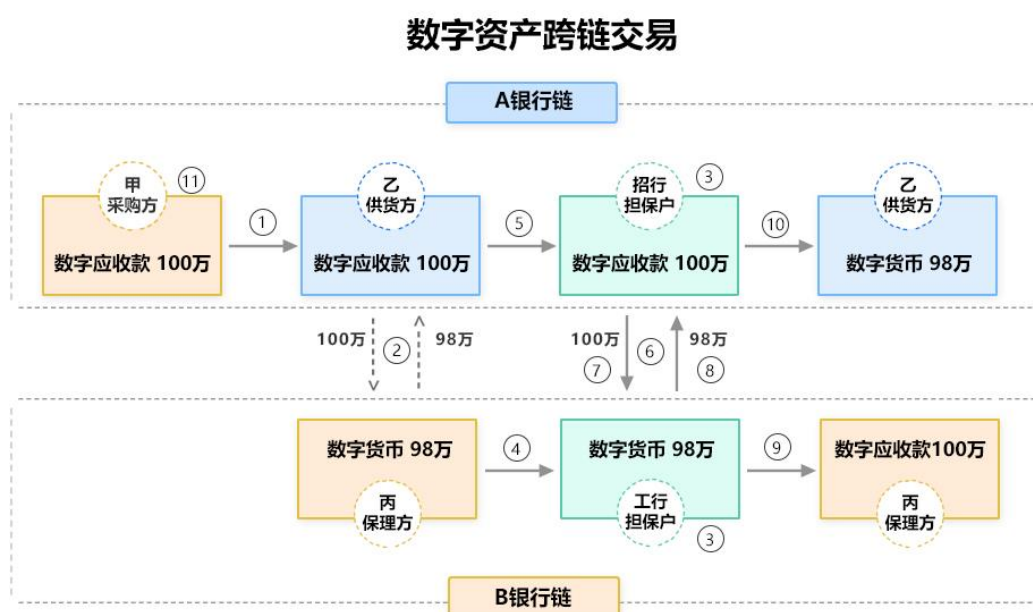 数字资产跨链交易
A银行链
甲
采购方
⑪
数字应收款 100万
①
乙
供货方
数字应收款 100万
⑤
招行
担保户
③
数字应收款 100万
⑩
乙
供货方
数字货币 98万
100万
②
98万
100万
⑦
⑥
98万
⑧
数字货币 98万
丙
保理方
④
数字货币 98万
工行
担保户
③
⑨
数字应收款100万
丙
保理方
B银行链